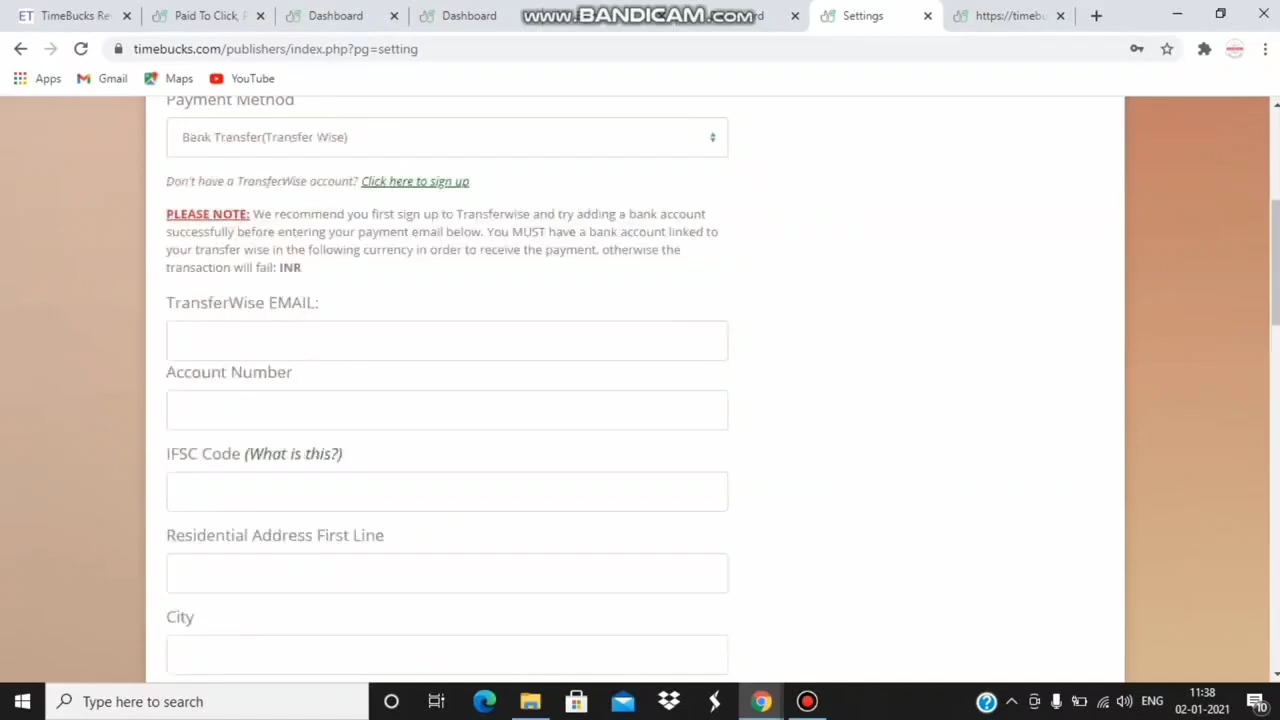 TimeBucks Re
Paid To Click,
Dashboard
Dashboard
WWW.BANDICAM.COM
Settings
https://timebu
timebucks.com/publishers/index.php?pg=setting
Apps
Gmail
Maps
YouTube
Payment Method
Bank Transfer(Transfer Wise)
Don't have a TransferWise account? Click here to sign up
PLEASE NOTE: We recommend you first sign up to Transferwise and try adding a bank account
successfully before entering your payment email below. You MUST have a bank account linked to
your transfer wise in the following currency in order to receive the payment, otherwise the
transaction will fail: INR
TransferWise EMAIL:
Account Number
IFSC Code (What is this?)
Residential Address First Line
City
Type here to search
ENG
11:38
02-01-2021
10